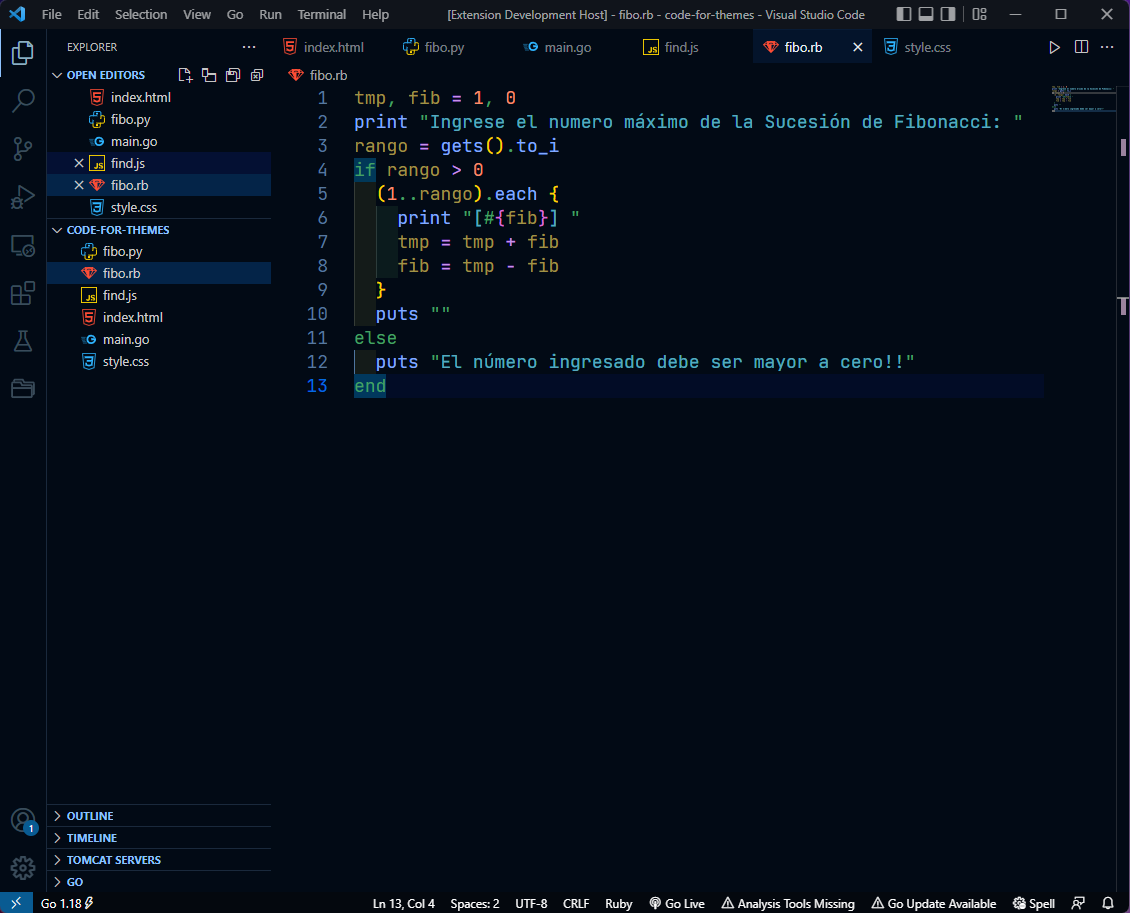 File Edit Selection View Go Run Terminal Help [Extension Development Host] - fibo.rb - code-for-themes - Visual Studio Code
EXPLORER
OPEN EDITORS
index.html
fibo.py
main.go
find.js
fibo.rb
style.css
CODE-FOR-THEMES
fibo.py
fibo.rb
find.js
index.html
main.go
style.css
OUTLINE
TIMELINE
TOMCAT SERVERS
GO
1
index.html fibo.py main.go find.js fibo.rb style.css
fibo.rb
1 tmp, fib = 1, 0
2 print "Ingrese el numero máximo de la Sucesión de Fibonacci: "
3 rango = gets().to_i
4 if rango > 0
5 (1..rango).each {
6 print "[#{fib}] "
7 tmp = tmp + fib
8 fib = tmp - fib
9 }
10 puts ""
11 else
12 puts "El número ingresado debe ser mayor a cero!!"
13 end
Go 1.18 Ln 13, Col 4 Spaces: 2 UTF-8 CRLF Ruby Go Live Analysis Tools Missing Go Update Available Spell